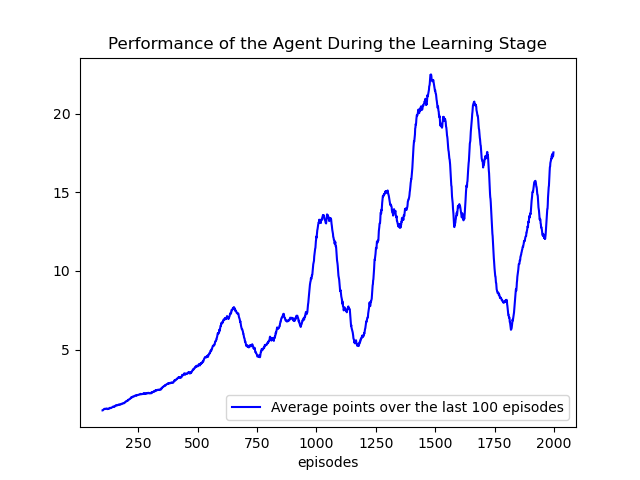 Performance of the Agent During the Learning Stage
20
15
10
5
Average points over the last 100 episodes
250 500 750 1000 1250 1500 1750 2000
episodes